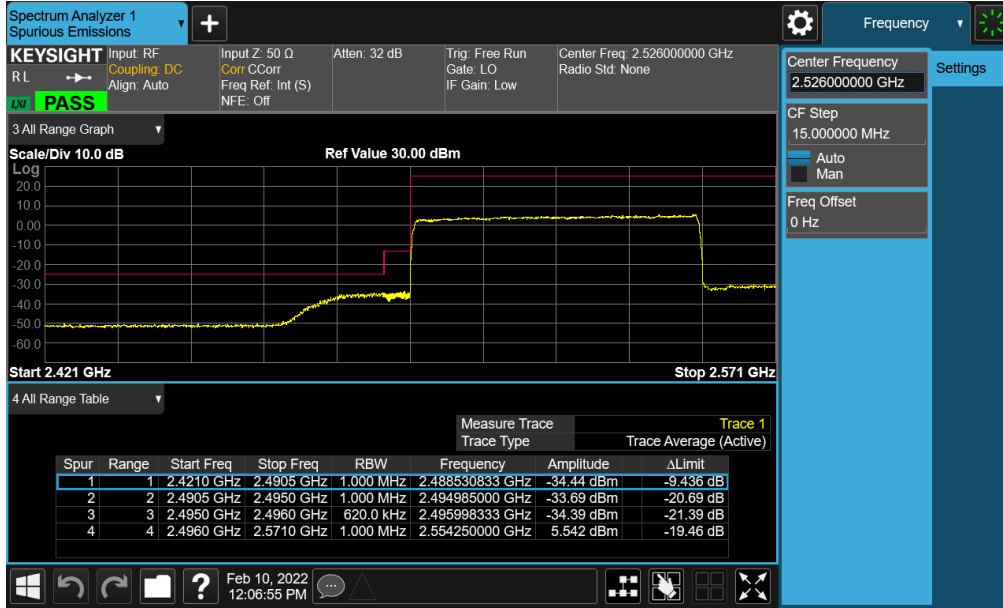 Spectrum Analyzer 1
Spurious Emissions
Frequency
KEYSIGHT
R L
LXI
PASS
Input: RF
Coupling: DC
Align: Auto
Input Z: 50 Ω
Corr CCorr
Freq Ref: Int (S)
NFE: Off
Atten: 32 dB
Trig: Free Run
Gate: LO
IF Gain: Low
Center Freq: 2.526000000 GHz
Radio Std: None
Center Frequency
2.526000000 GHz
Settings
CF Step
15.000000 MHz
Auto
Man
Freq Offset
0 Hz
3 All Range Graph
Scale/Div 10.0 dB
Ref Value 30.00 dBm
Log
20.0
10.0
0.00
-10.0
-20.0
-30.0
-40.0
-50.0
-60.0
Start 2.421 GHz
Stop 2.571 GHz
4 All Range Table
Measure Trace Trace 1
Trace Type Trace Average (Active)
Spur Range Start Freq Stop Freq RBW Frequency Amplitude ΔLimit
1 1 2.4210 GHz 2.4905 GHz 1.000 MHz 2.488530833 GHz -34.44 dBm -9.436 dB
2 2 2.4905 GHz 2.4950 GHz 1.000 MHz 2.494985000 GHz -33.69 dBm -20.69 dB
3 3 2.4950 GHz 2.4960 GHz 620.0 kHz 2.495998333 GHz -34.39 dBm -21.39 dB
4 4 2.4960 GHz 2.5710 GHz 1.000 MHz 2.554250000 GHz 5.542 dBm -19.46 dB
?
Feb 10, 2022
12:06:55 PM